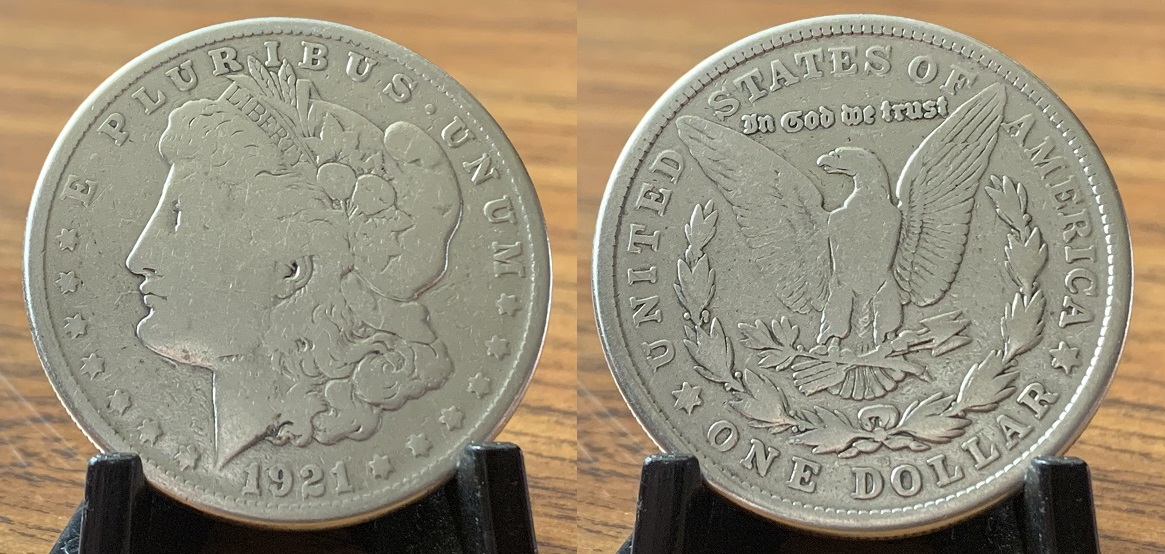 E · PLURIBUS · UNUM
LIBERTY
1921
UNITED STATES OF AMERICA
In God we trust
ONE DOLLAR